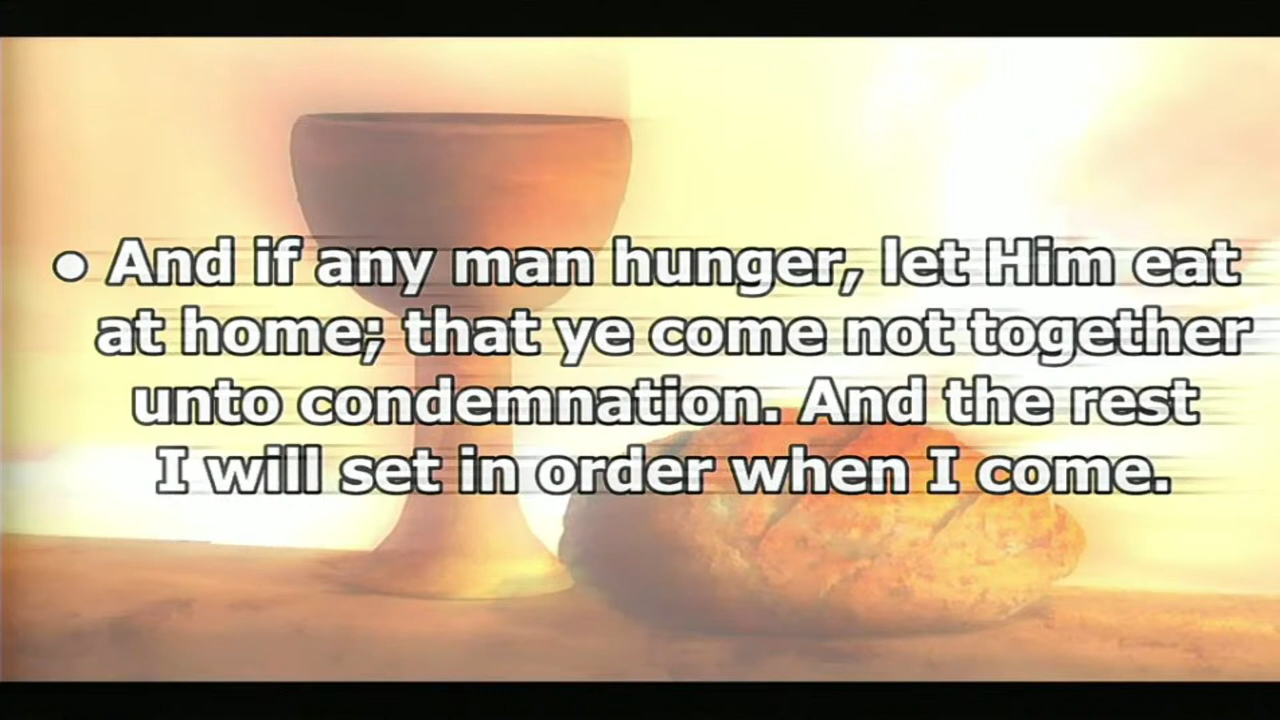 • And if any man hunger, let Him eat
at home; that ye come not together
unto condemnation. And the rest
I will set in order when I come.